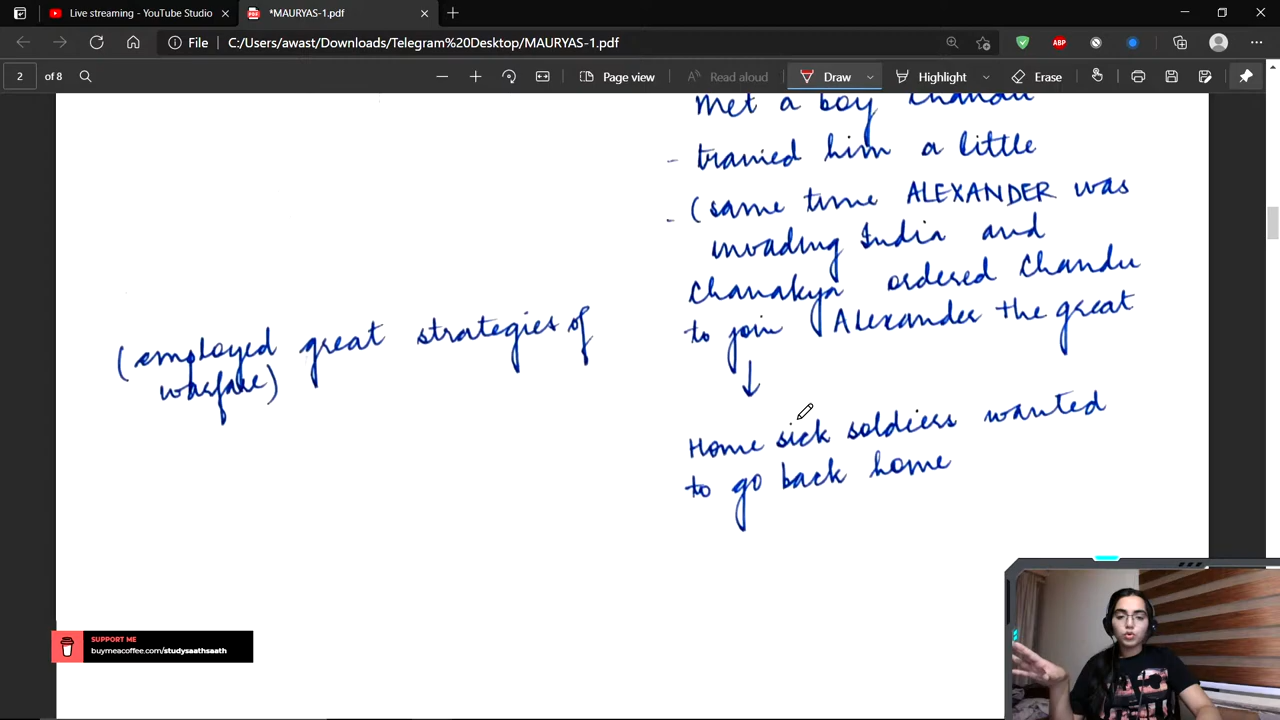 Live streaming - YouTube Studio
*MAURYAS-1.pdf
File
C:/Users/awast/Downloads/Telegram%20Desktop/MAURYAS-1.pdf
ABP
2 of 8
Page view
Read aloud
Draw
Highlight
Erase
Met a boy Chandu
- tranied him a little
- (same time ALEXANDER was
invading India and
Chanakya ordered Chandu
to join Alexander the great
(employed great strategies of
warfare)
Home sick soldiers wanted
to go back home
SUPPORT ME
buymeacoffee.com/studysaathsaath